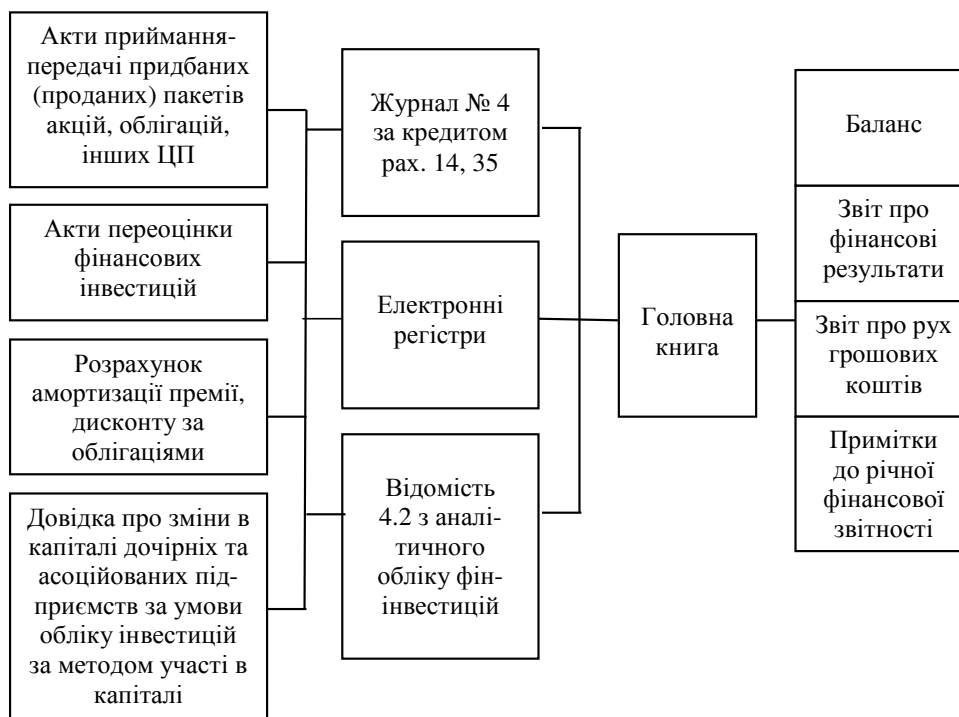 Акти приймання-
передачі придбаних
(проданих) пакетів
акцій, облігацій,
інших ЦП
Акти переоцінки
фінансових
інвестицій
Розрахунок
амортизації премії,
дисконту за
облігаціями
Довідка про зміни в
капіталі дочірніх та
асоційованих під-
приємств за умови
обліку інвестицій
за методом участі в
капіталі
Журнал № 4
за кредитом
рах. 14, 35
Електронні
регістри
Відомість
4.2 з аналі-
тичного
обліку фін-
інвестицій
Головна
книга
Баланс
Звіт про
фінансові
результати
Звіт про рух
грошових
коштів
Примітки
до річної
фінансової
звітності